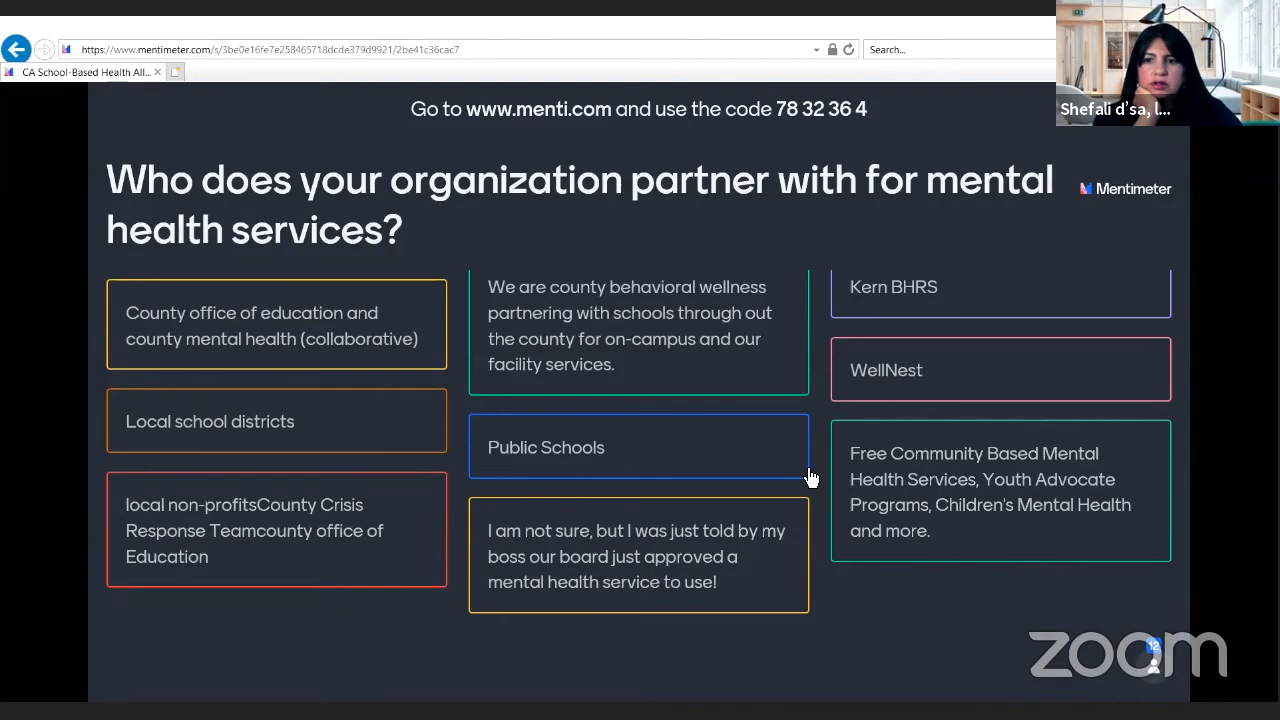 https://www.mentimeter.com/s/3be0e16fe7e258465718dcde379d9921/2be41c36cac7
Search...
CA School-Based Health All...
Shefali d’sa, l...
Go to www.menti.com and use the code 78 32 36 4
Who does your organization partner with for mental
health services?
Mentimeter
County office of education and
county mental health (collaborative)
Local school districts
local non-profitsCounty Crisis
Response Teamcounty office of
Education
We are county behavioral wellness
partnering with schools through out
the county for on-campus and our
facility services.
Public Schools
I am not sure, but I was just told by my
boss our board just approved a
mental health service to use!
Kern BHRS
WellNest
Free Community Based Mental
Health Services, Youth Advocate
Programs, Children's Mental Health
and more.
12
zoom